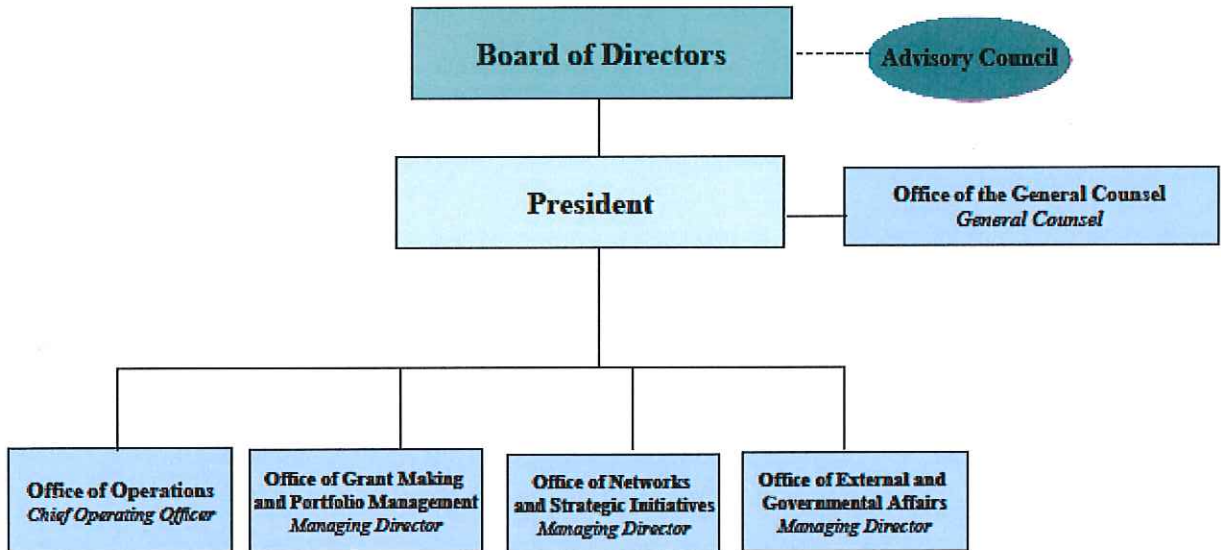 Board of Directors
Advisory Council
President
Office of the General Counsel
General Counsel
Office of Operations
Chief Operating Officer
Office of Grant Making
and Portfolio Management
Managing Director
Office of Networks
and Strategic Initiatives
Managing Director
Office of External and
Governmental Affairs
Managing Director